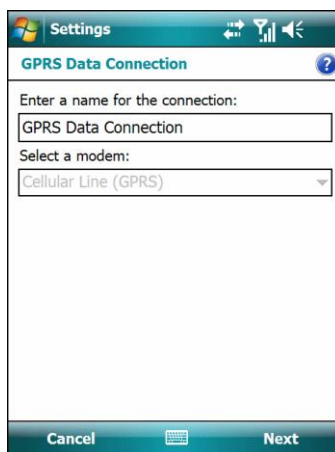 Settings
GPRS Data Connection
?
Enter a name for the connection:
GPRS Data Connection
Select a modem:
Cellular Line (GPRS)
Cancel Next